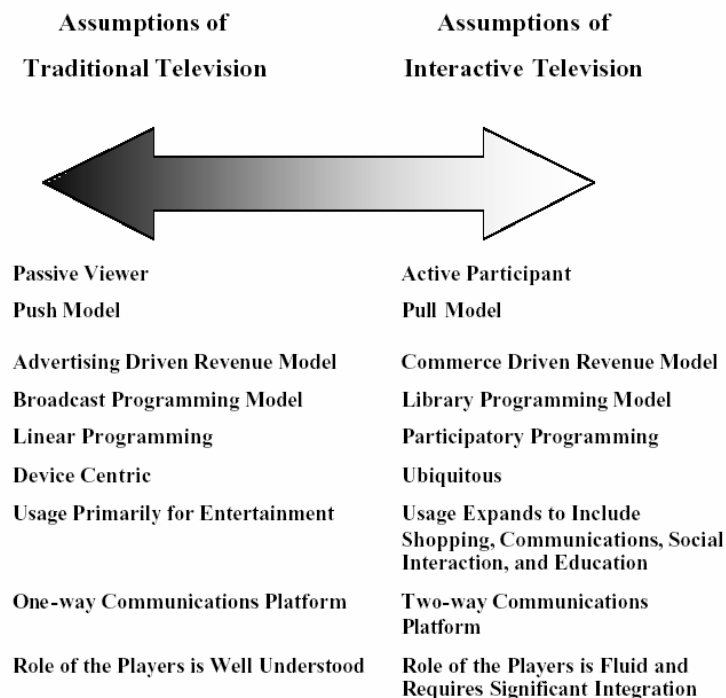 Assumptions of
Traditional Television
Assumptions of
Interactive Television
Passive Viewer
Active Participant
Push Model
Pull Model
Advertising Driven Revenue Model
Commerce Driven Revenue Model
Broadcast Programming Model
Library Programming Model
Linear Programming
Participatory Programming
Device Centric
Ubiquitous
Usage Primarily for Entertainment
Usage Expands to Include
Shopping, Communications, Social
Interaction, and Education
One-way Communications Platform
Two-way Communications
Platform
Role of the Players is Well Understood
Role of the Players is Fluid and
Requires Significant Integration